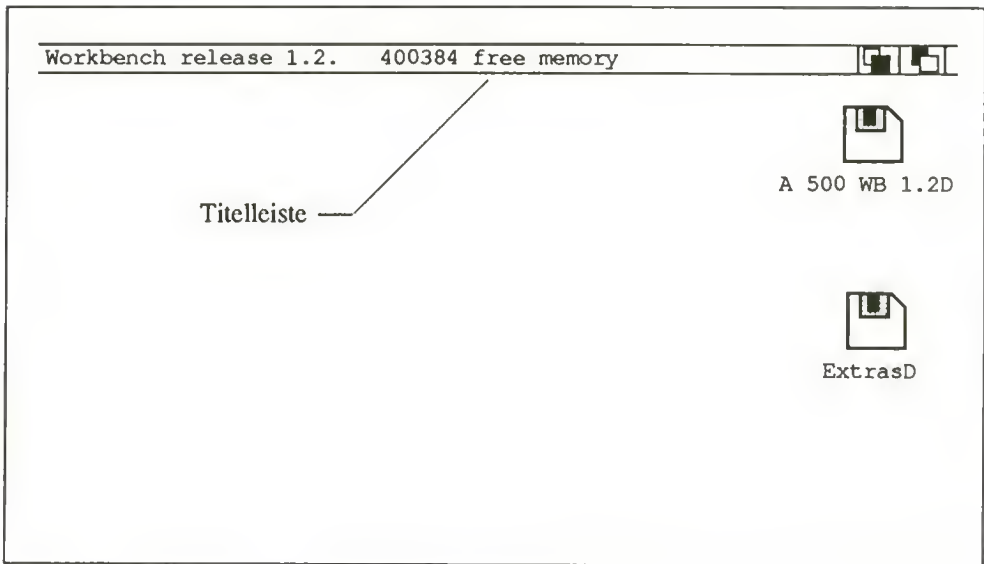 Workbench release 1.2. 400384 free memory
A 500 WB 1.2D
Titelleiste
ExtrasD